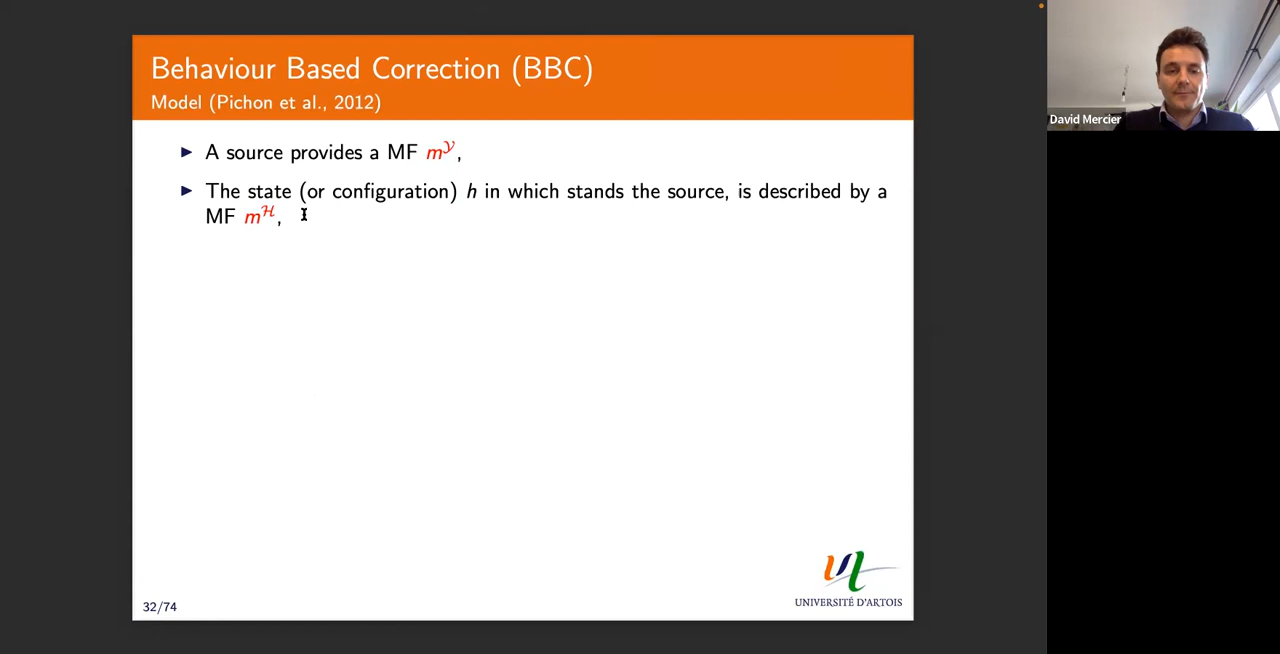 Behaviour Based Correction (BBC)
Model (Pichon et al., 2012)
▶ A source provides a MF m^𝒴,
▶ The state (or configuration) h in which stands the source, is described by a
MF m^ℋ,
32/74
UNIVERSITÉ D'ARTOIS
David Mercier